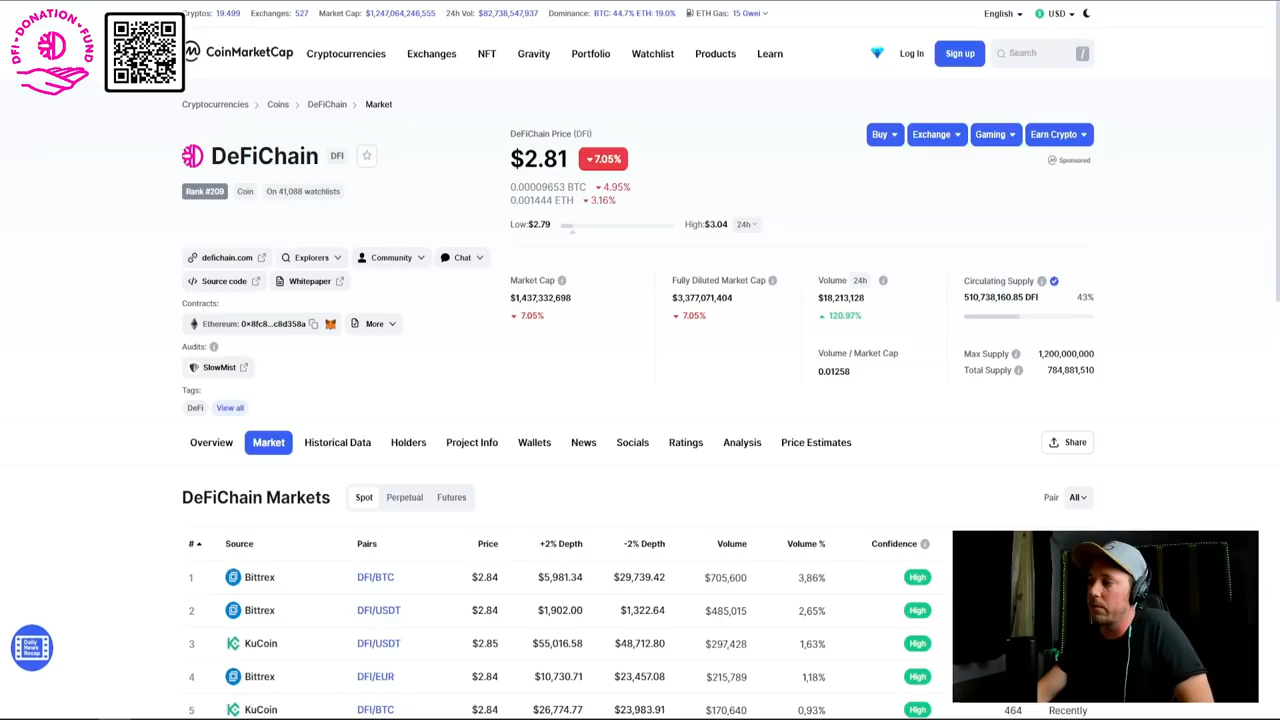 DFI-DONATION-FUND
Cryptos: 19.499 Exchanges: 527 Market Cap: $1,247,064,246,555 24h Vol: $82,738,547,937 Dominance: BTC: 44.7% ETH: 19.0% ETH Gas: 15 Gwei English USD
CoinMarketCap Cryptocurrencies Exchanges NFT Gravity Portfolio Watchlist Products Learn Log In Sign up Search /
Cryptocurrencies Coins DeFiChain Market
DeFiChain Price (DFI)
Buy Exchange Gaming Earn Crypto
DeFiChain DFI
$2.81 7.05%
Sponsored
0.00009653 BTC 4.95%
Rank #209 Coin On 41,088 watchlists
0.001444 ETH 3.16%
Low:$2.79 High:$3.04 24h
defichain.com Explorers Community Chat
Source code Whitepaper
Market Cap Fully Diluted Market Cap Volume 24h Circulating Supply
$1,437,332,698 $3,377,071,404 $18,213,128 510,738,160.85 DFI 43%
Contracts:
7.05% 7.05% 120.97%
Ethereum: 0x8fc8...c8d358a More
Audits:
Volume / Market Cap Max Supply 1,200,000,000
SlowMist
0.01258 Total Supply 784,881,510
Tags:
DeFi View all
Overview Market Historical Data Holders Project Info Wallets News Socials Ratings Analysis Price Estimates Share
DeFiChain Markets Spot Perpetual Futures Pair All
# Source Pairs Price +2% Depth -2% Depth Volume Volume % Confidence
1 Bittrex DFI/BTC $2.84 $5,981.34 $29,739.42 $705,600 3,86% High
2 Bittrex DFI/USDT $2.84 $1,902.00 $1,322.64 $485,015 2,65% High
3 KuCoin DFI/USDT $2.85 $55,016.58 $48,712.80 $297,428 1,63% High
4 Bittrex DFI/EUR $2.84 $10,730.71 $23,457.08 $215,789 1,18% High
5 KuCoin DFI/BTC $2.84 $26,774.77 $23,983.91 $170,640 0,93% High 464 Recently
Daily
News
Recap